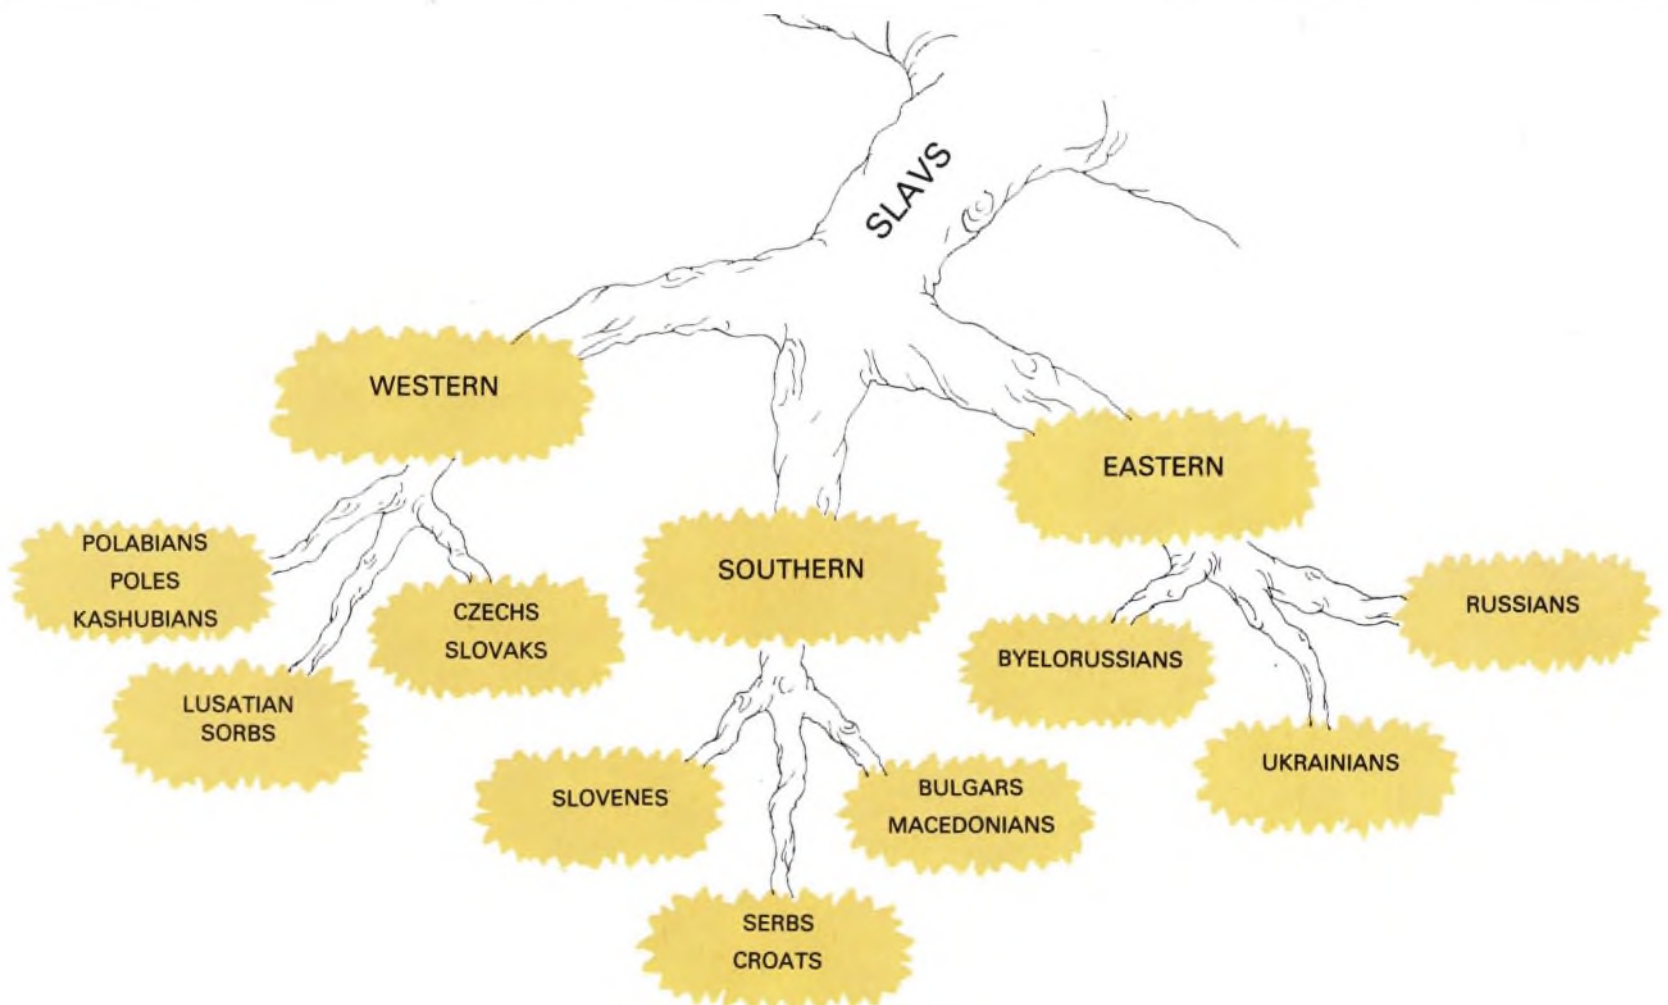 SLAVS
WESTERN
EASTERN
SOUTHERN
POLABIANS
POLES
KASHUBIANS
LUSATIAN
SORBS
CZECHS
SLOVAKS
SLOVENES
SERBS
CROATS
BULGARS
MACEDONIANS
BYELORUSSIANS
UKRAINIANS
RUSSIANS